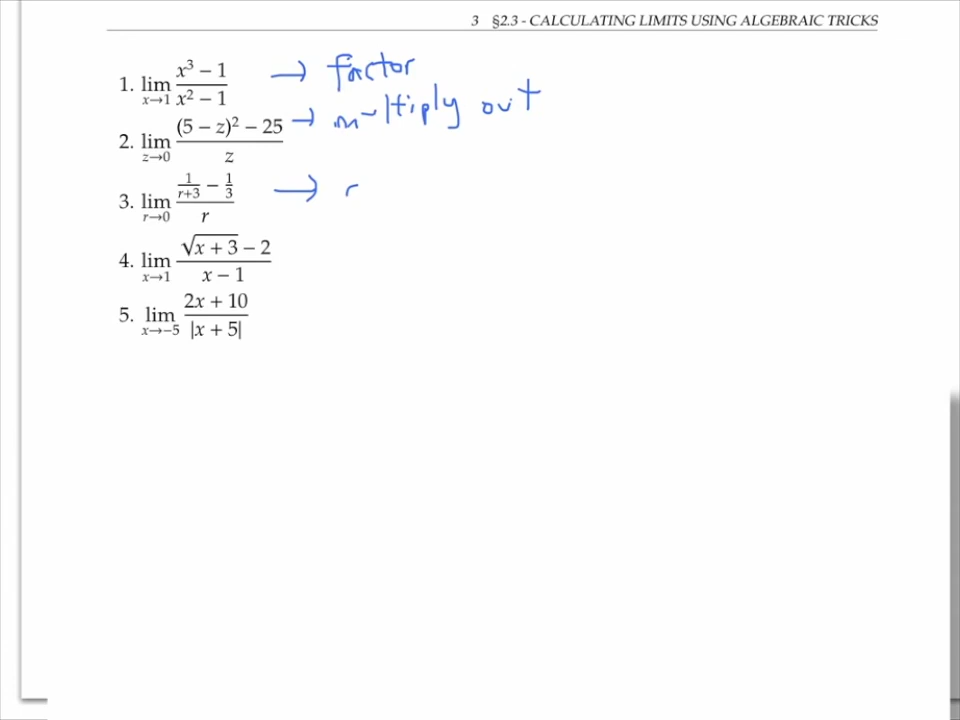 3 §2.3 - CALCULATING LIMITS USING ALGEBRAIC TRICKS
1. lim x→1 (x³ − 1)/(x² − 1) → factor
2. lim z→0 ((5 − z)² − 25)/z → multiply out
3. lim r→0 (1/(r+3) − 1/3)/r → r
4. lim x→1 (√(x + 3) − 2)/(x − 1)
5. lim x→−5 (2x + 10)/|x + 5|